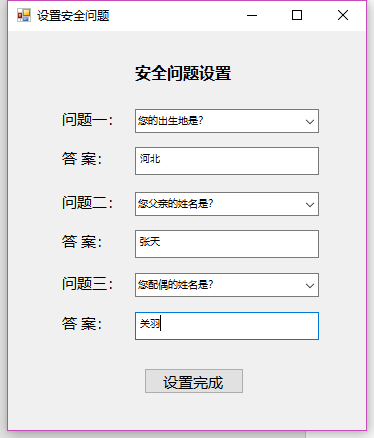 设置安全问题
安全问题设置
问题一： 您的出生地是?
答 案： 河北
问题二： 您父亲的姓名是?
答 案： 张天
问题三： 您配偶的姓名是?
答 案： 关羽
设置完成